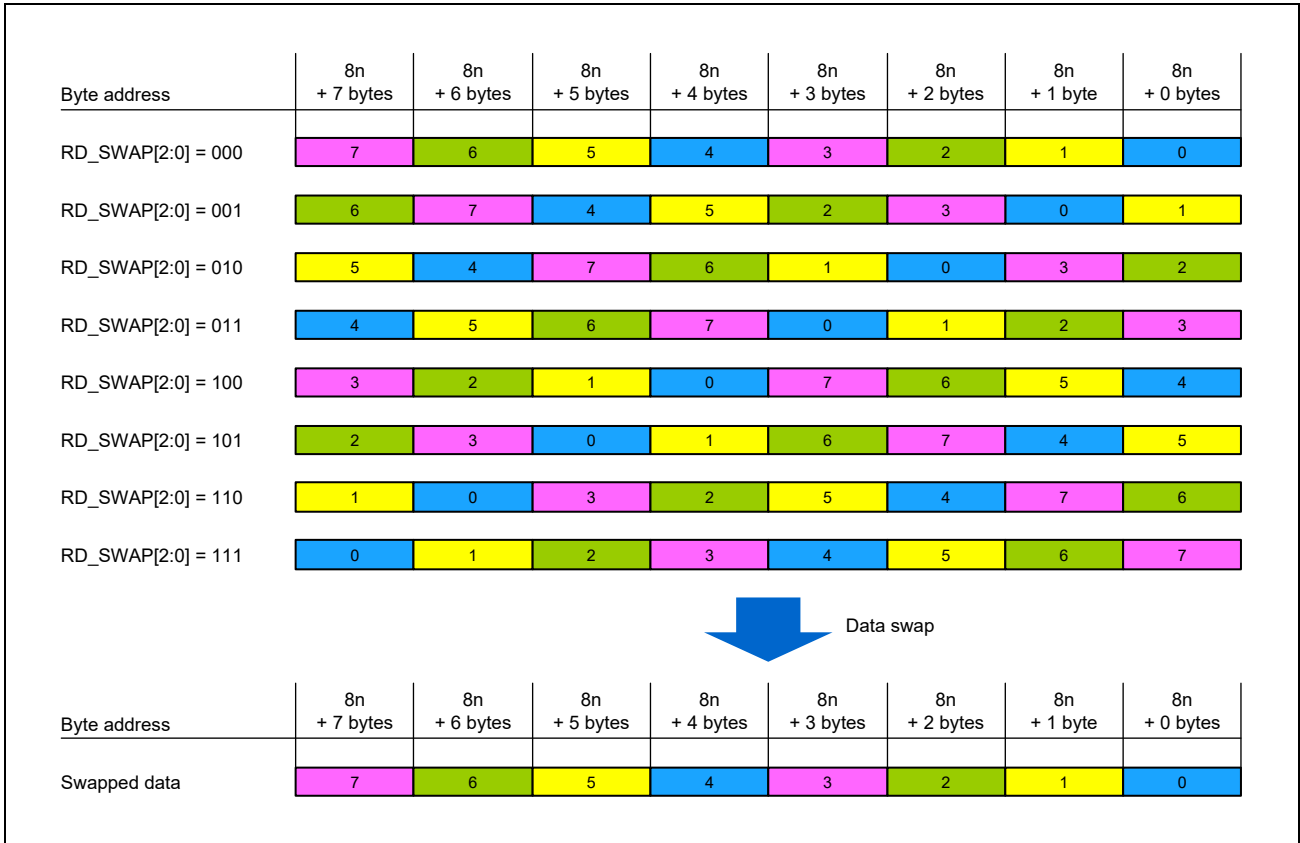 8n 8n 8n 8n 8n 8n 8n 8n
Byte address + 7 bytes + 6 bytes + 5 bytes + 4 bytes + 3 bytes + 2 bytes + 1 byte + 0 bytes
RD_SWAP[2:0] = 000 7 6 5 4 3 2 1 0
RD_SWAP[2:0] = 001 6 7 4 5 2 3 0 1
RD_SWAP[2:0] = 010 5 4 7 6 1 0 3 2
RD_SWAP[2:0] = 011 4 5 6 7 0 1 2 3
RD_SWAP[2:0] = 100 3 2 1 0 7 6 5 4
RD_SWAP[2:0] = 101 2 3 0 1 6 7 4 5
RD_SWAP[2:0] = 110 1 0 3 2 5 4 7 6
RD_SWAP[2:0] = 111 0 1 2 3 4 5 6 7
Data swap
8n 8n 8n 8n 8n 8n 8n 8n
Byte address + 7 bytes + 6 bytes + 5 bytes + 4 bytes + 3 bytes + 2 bytes + 1 byte + 0 bytes
Swapped data 7 6 5 4 3 2 1 0